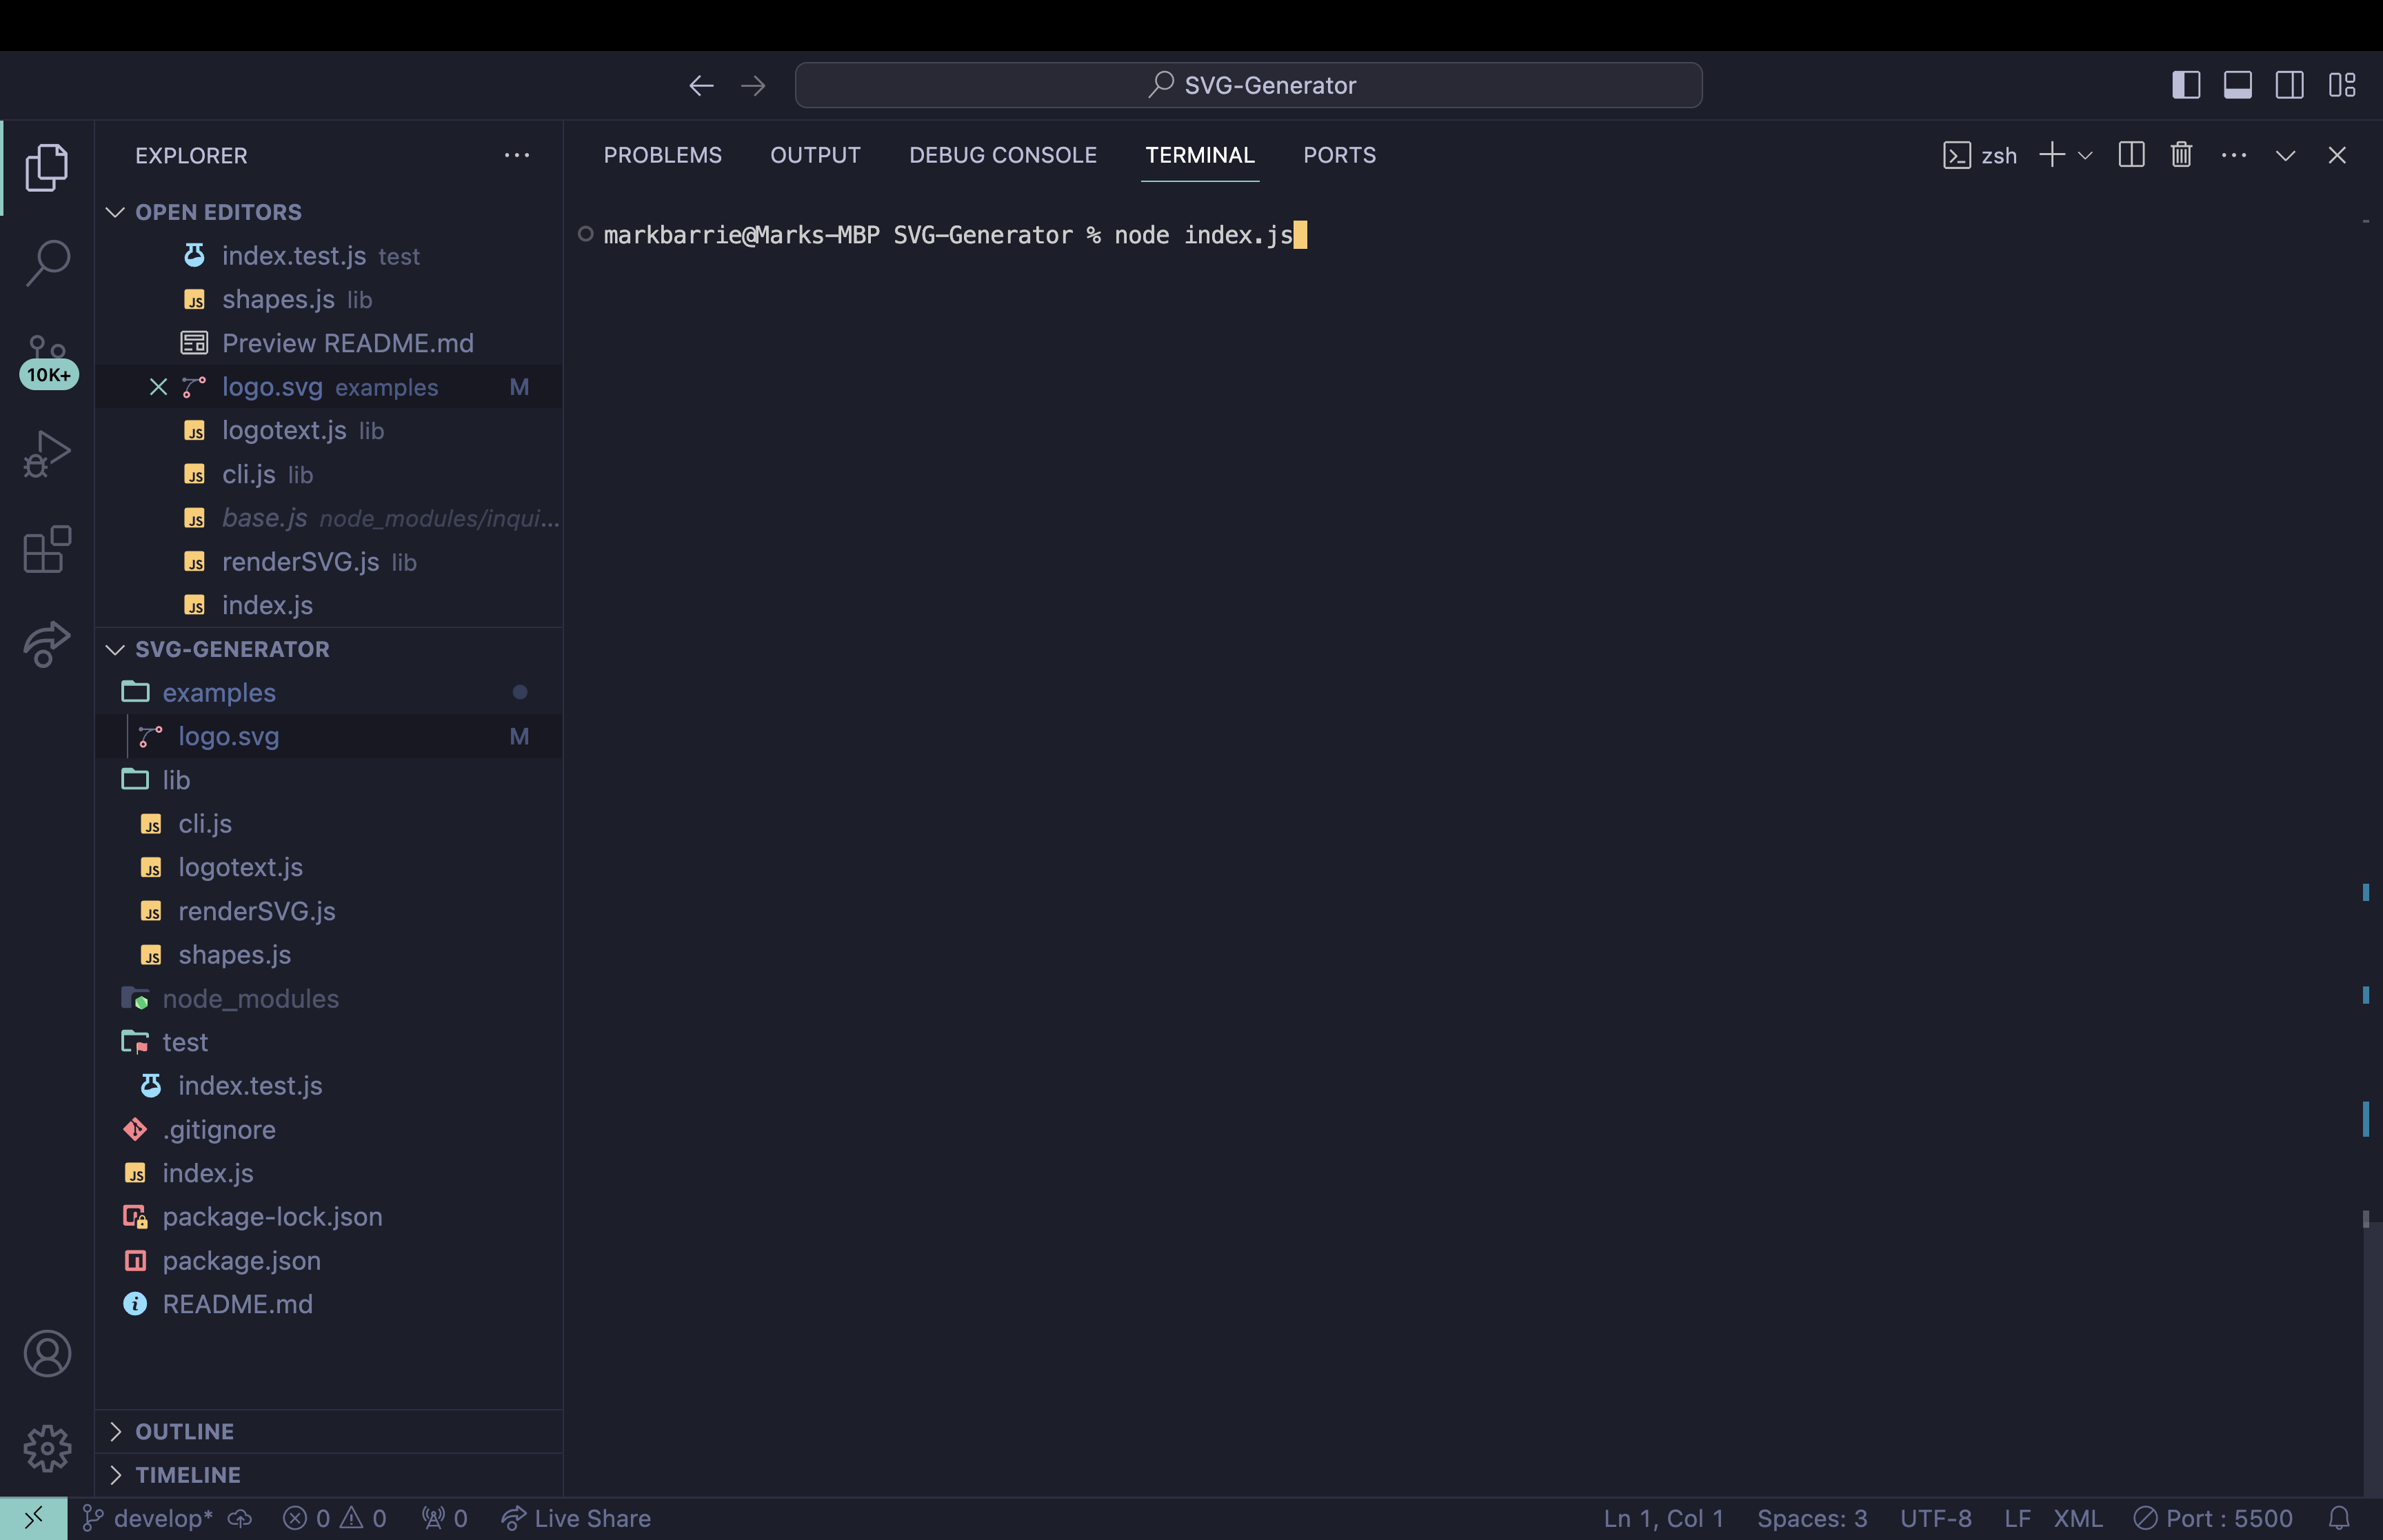 SVG-Generator
EXPLORER
OPEN EDITORS
index.test.js test
shapes.js lib
Preview README.md
logo.svg examples M
logotext.js lib
cli.js lib
base.js node_modules/inqui...
renderSVG.js lib
index.js
SVG-GENERATOR
examples
logo.svg M
lib
cli.js
logotext.js
renderSVG.js
shapes.js
node_modules
test
index.test.js
.gitignore
index.js
package-lock.json
package.json
README.md
OUTLINE
TIMELINE
10K+
PROBLEMS OUTPUT DEBUG CONSOLE TERMINAL PORTS zsh
markbarrie@Marks-MBP SVG-Generator % node index.js
develop* 0 0 0 Live Share Ln 1, Col 1 Spaces: 3 UTF-8 LF XML Port : 5500